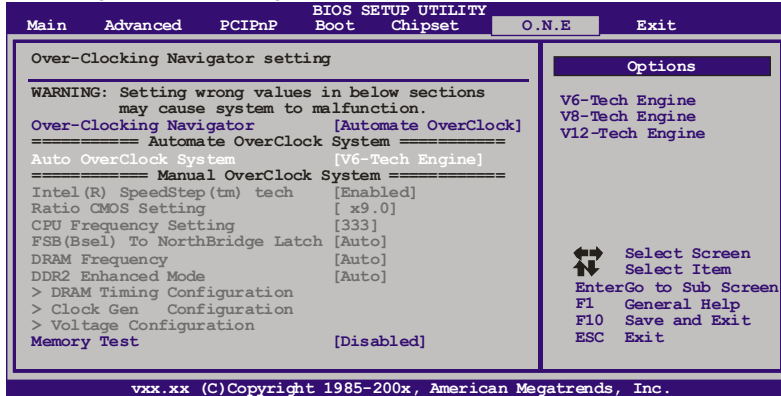 BIOS SETUP UTILITY
Main Advanced PCIPnP Boot Chipset O.N.E Exit
Over-Clocking Navigator setting
WARNING: Setting wrong values in below sections
may cause system to malfunction.
Over-Clocking Navigator [Automate OverClock]
=========== Automate OverClock System ===========
Auto OverClock System [V6-Tech Engine]
============ Manual OverClock System ============
Intel(R) SpeedStep(tm) tech [Enabled]
Ratio CMOS Setting [ x9.0]
CPU Frequency Setting [333]
FSB(Bsel) To NorthBridge Latch [Auto]
DRAM Frequency [Auto]
DDR2 Enhanced Mode [Auto]
> DRAM Timing Configuration
> Clock Gen Configuration
> Voltage Configuration
Memory Test [Disabled]
Options
V6-Tech Engine
V8-Tech Engine
V12-Tech Engine
Select Screen
Select Item
EnterGo to Sub Screen
F1 General Help
F10 Save and Exit
ESC Exit
vxx.xx (C)Copyright 1985-200x, American Megatrends, Inc.